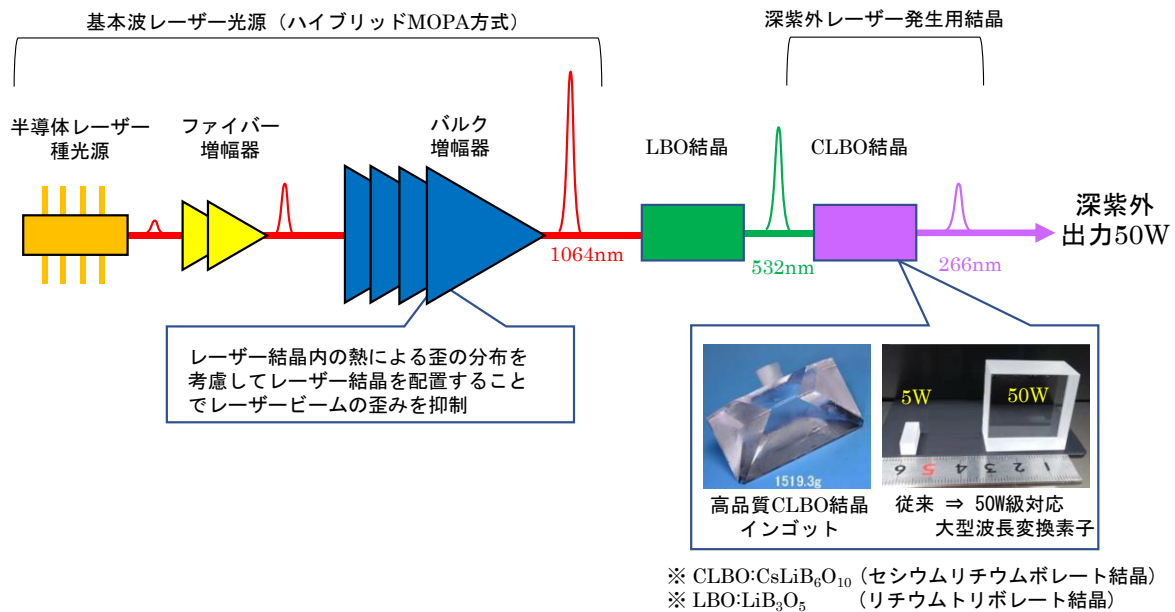 基本波レーザー光源（ハイブリッドMOPA方式）
深紫外レーザー発生用結晶
半導体レーザー
種光源
ファイバー
増幅器
バルク
増幅器
LBO結晶
CLBO結晶
1064nm
532nm
266nm
深紫外
出力50W
レーザー結晶内の熱による歪の分布を
考慮してレーザー結晶を配置すること
でレーザービームの歪みを抑制
1519.3g
5W
50W
6 5 4 3 2 1
高品質CLBO結晶
インゴット
従来 ⇒ 50W級対応
大型波長変換素子
※ CLBO:CsLiB₆O₁₀（セシウムリチウムボレート結晶）
※ LBO:LiB₃O₅ （リチウムトリボレート結晶）